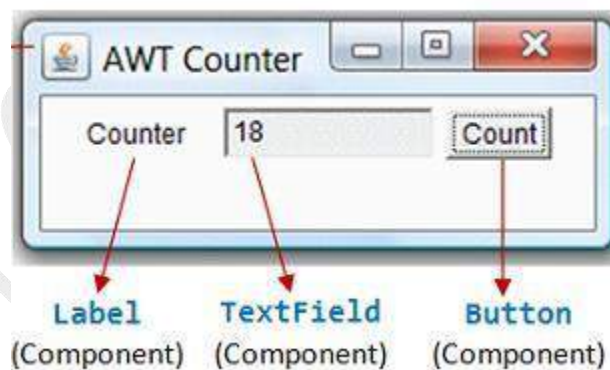 AWT Counter
Counter 18 Count
Label TextField Button
(Component) (Component) (Component)